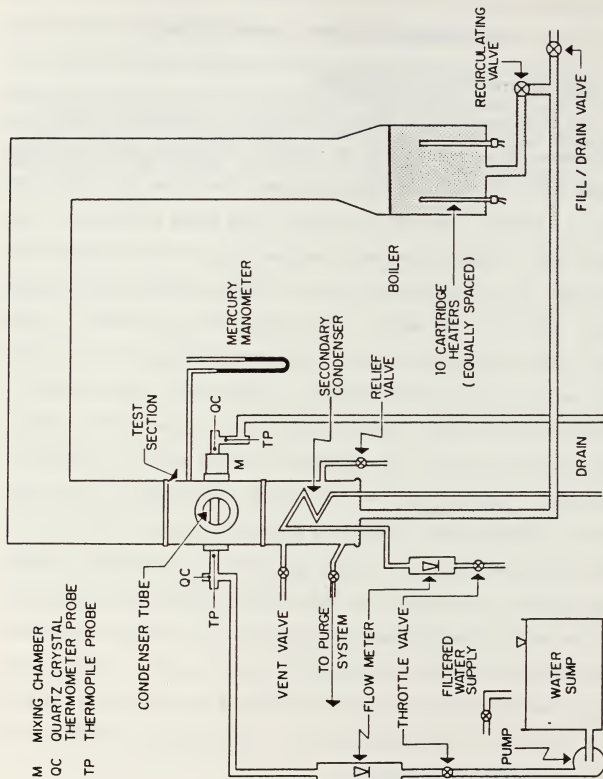 M MIXING CHAMBER
QC QUARTZ CRYSTAL
THERMOMETER PROBE
TP THERMOPILE PROBE
CONDENSER TUBE
TEST
SECTION
QC
TP
M
QC
TP
MERCURY
MANOMETER
SECONDARY
CONDENSER
RELIEF
VALVE
VENT VALVE
TO PURGE
SYSTEM
FLOW METER
THROTTLE VALVE
FILTERED
WATER
SUPPLY
PUMP
WATER
SUMP
DRAIN
BOILER
10 CARTRIDGE
HEATERS
(EQUALLY SPACED)
RECIRCULATING
VALVE
FILL / DRAIN VALVE